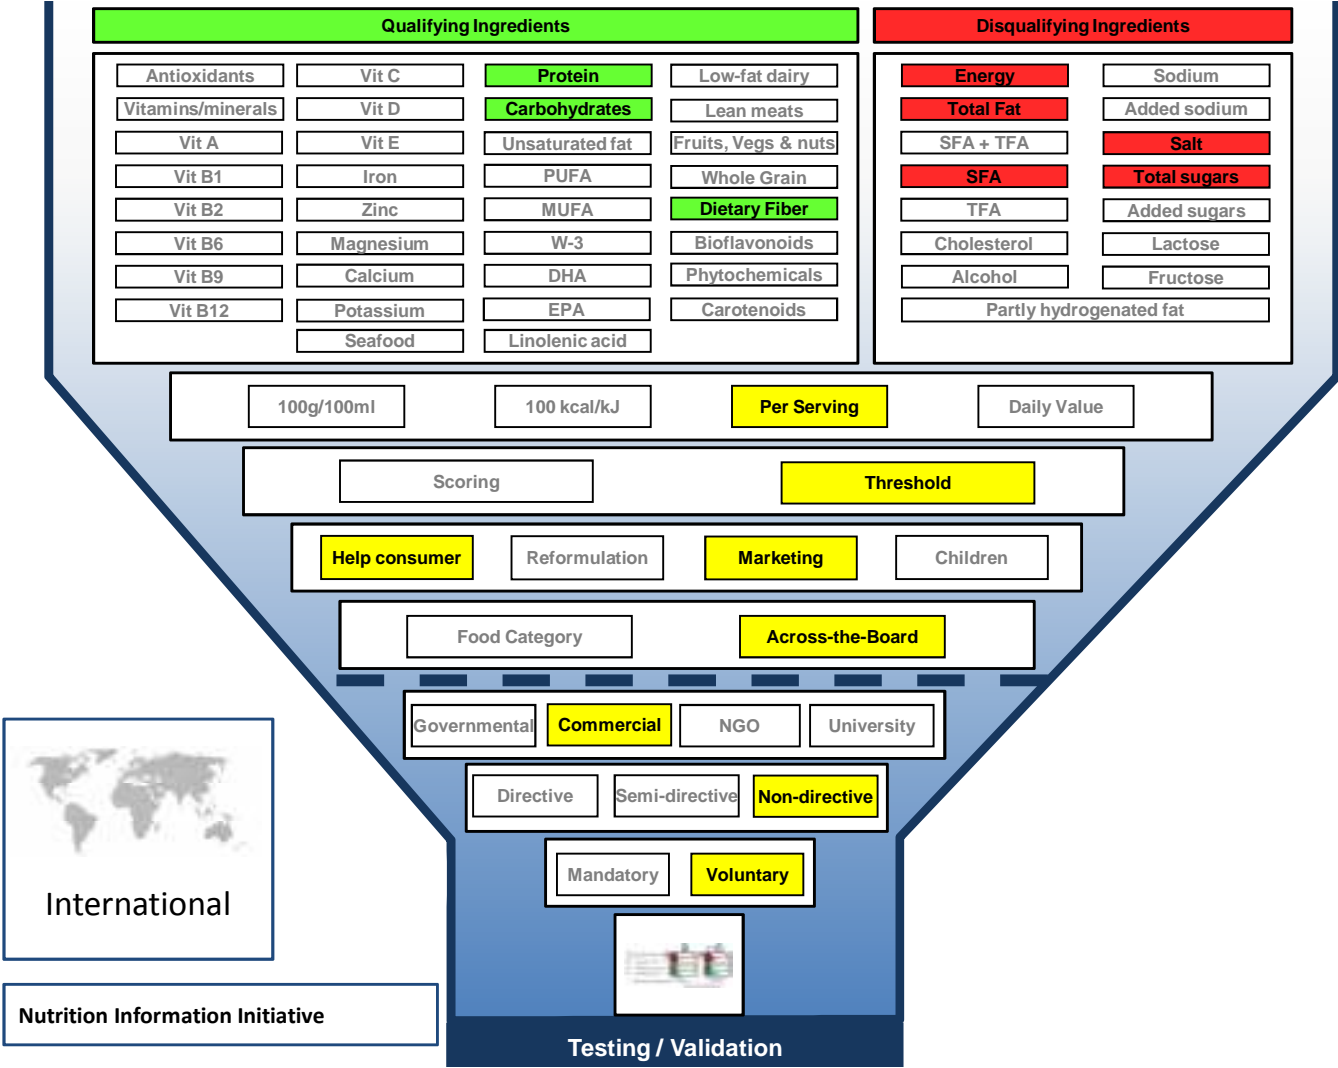 Qualifying Ingredients
Disqualifying Ingredients
Antioxidants
Vit C
Protein
Low-fat dairy
Energy
Sodium
Vitamins/minerals
Vit D
Carbohydrates
Lean meats
Total Fat
Added sodium
Vit A
Vit E
Unsaturated fat
Fruits, Vegs & nuts
SFA + TFA
Salt
Vit B1
Iron
PUFA
Whole Grain
SFA
Total sugars
Vit B2
Zinc
MUFA
Dietary Fiber
TFA
Added sugars
Vit B6
Magnesium
W-3
Bioflavonoids
Cholesterol
Lactose
Vit B9
Calcium
DHA
Phytochemicals
Alcohol
Fructose
Vit B12
Potassium
EPA
Carotenoids
Partly hydrogenated fat
Seafood
Linolenic acid
100g/100ml
100 kcal/kJ
Per Serving
Daily Value
Scoring
Threshold
Help consumer
Reformulation
Marketing
Children
Food Category
Across-the-Board
Governmental
Commercial
NGO
University
Directive
Semi-directive
Non-directive
Mandatory
Voluntary
International
Nutrition Information Initiative
Testing / Validation